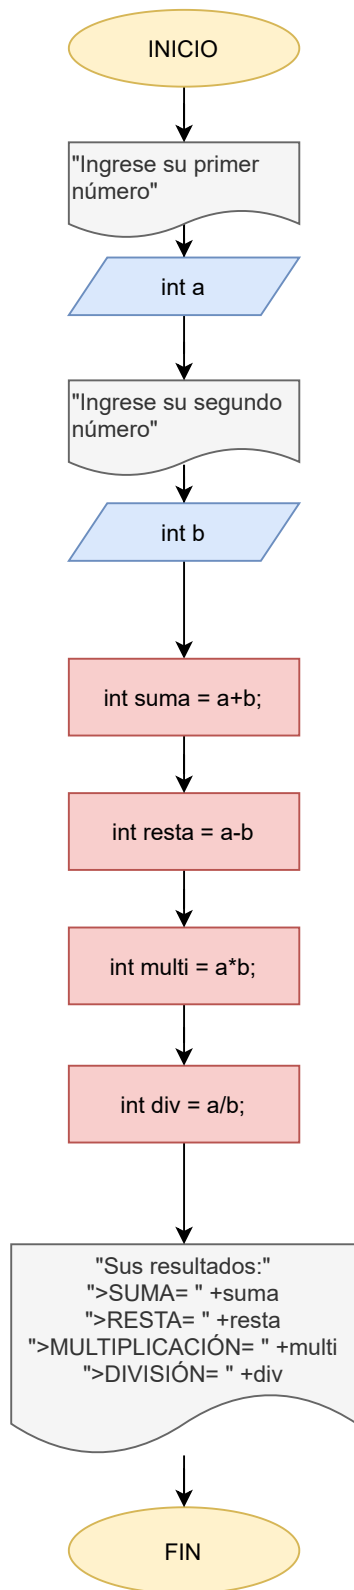 INICIO
"Ingrese su primer
número"
int a
"Ingrese su segundo
número"
int b
int suma = a+b;
int resta = a-b
int multi = a*b;
int div = a/b;
"Sus resultados:"
">SUMA= " +suma
">RESTA= " +resta
">MULTIPLICACIÓN= " +multi
">DIVISIÓN= " +div
FIN